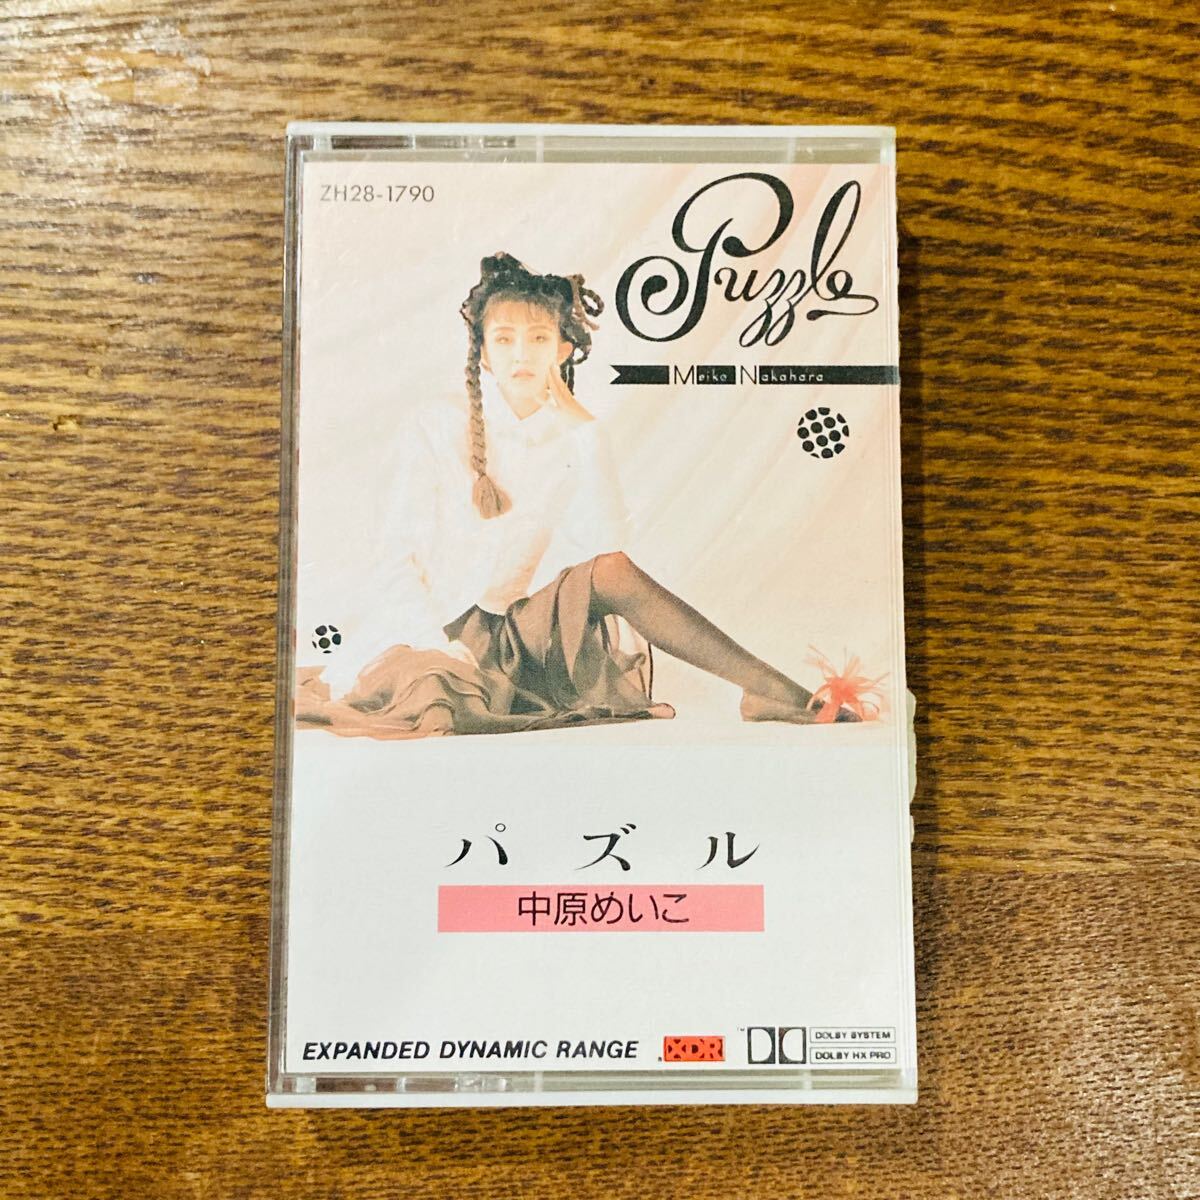 ZH28-1790
Puzzle
Meiko Nakahara
パズル
中原めいこ
EXPANDED DYNAMIC RANGE
XDR
DOLBY SYSTEM
DOLBY HX PRO